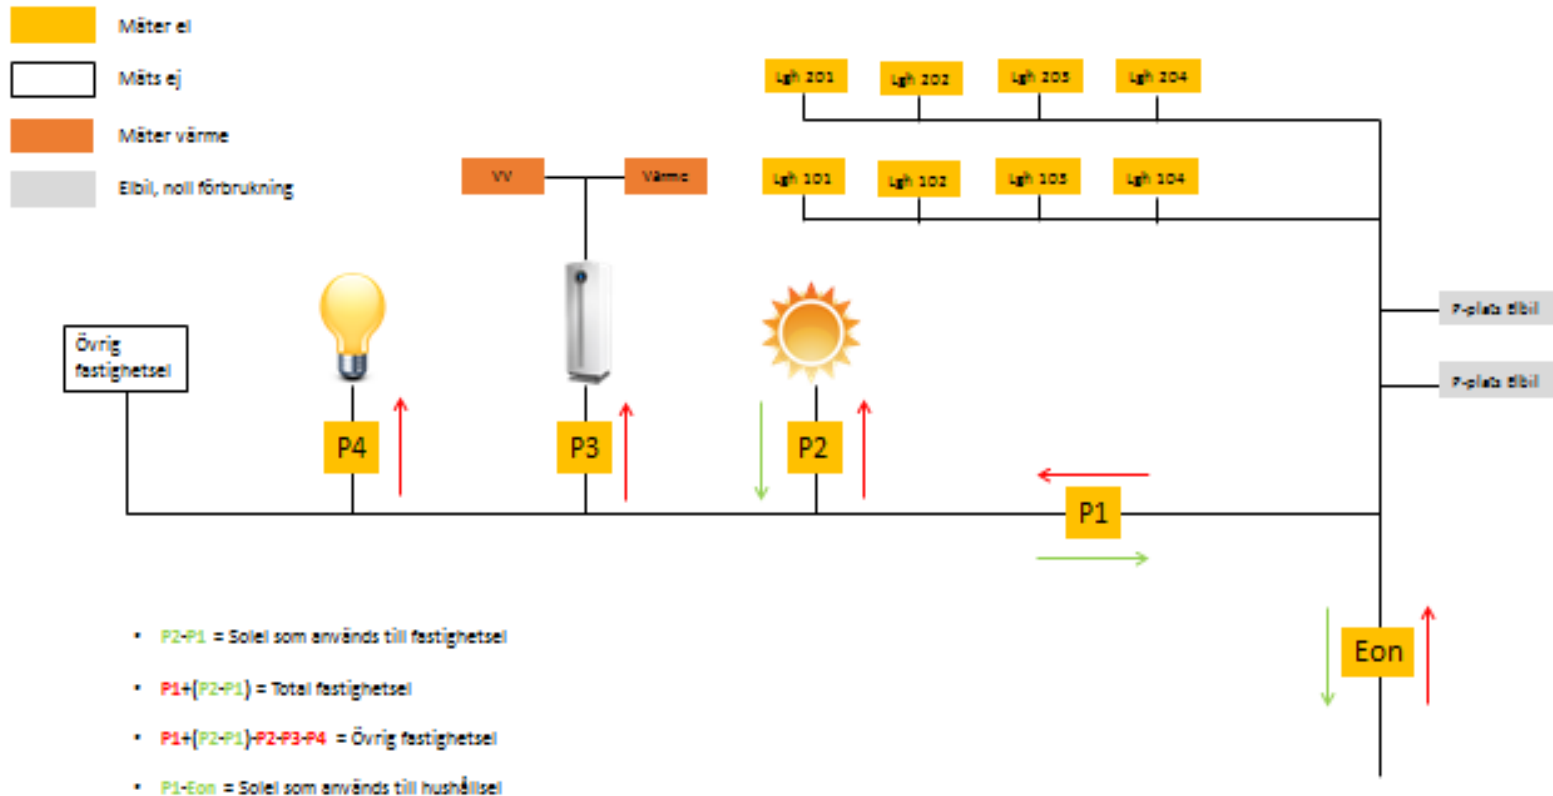 Mäter el
Mäts ej
Mäter värme
Elbil, noll förbrukning
Lgh 201
Lgh 202
Lgh 203
Lgh 204
VV
Värme
Lgh 101
Lgh 102
Lgh 103
Lgh 104
P-plats Elbil
P-plats Elbil
Övrig
fastighetsel
P4
P3
P2
P1
Eon
• P2-P1 = Solel som används till fastighetsel
• P1+(P2-P1) = Total fastighetsel
• P1+(P2-P1)-P2-P3-P4 = Övrig fastighetsel
• P1-Eon = Solel som används till hushållsel